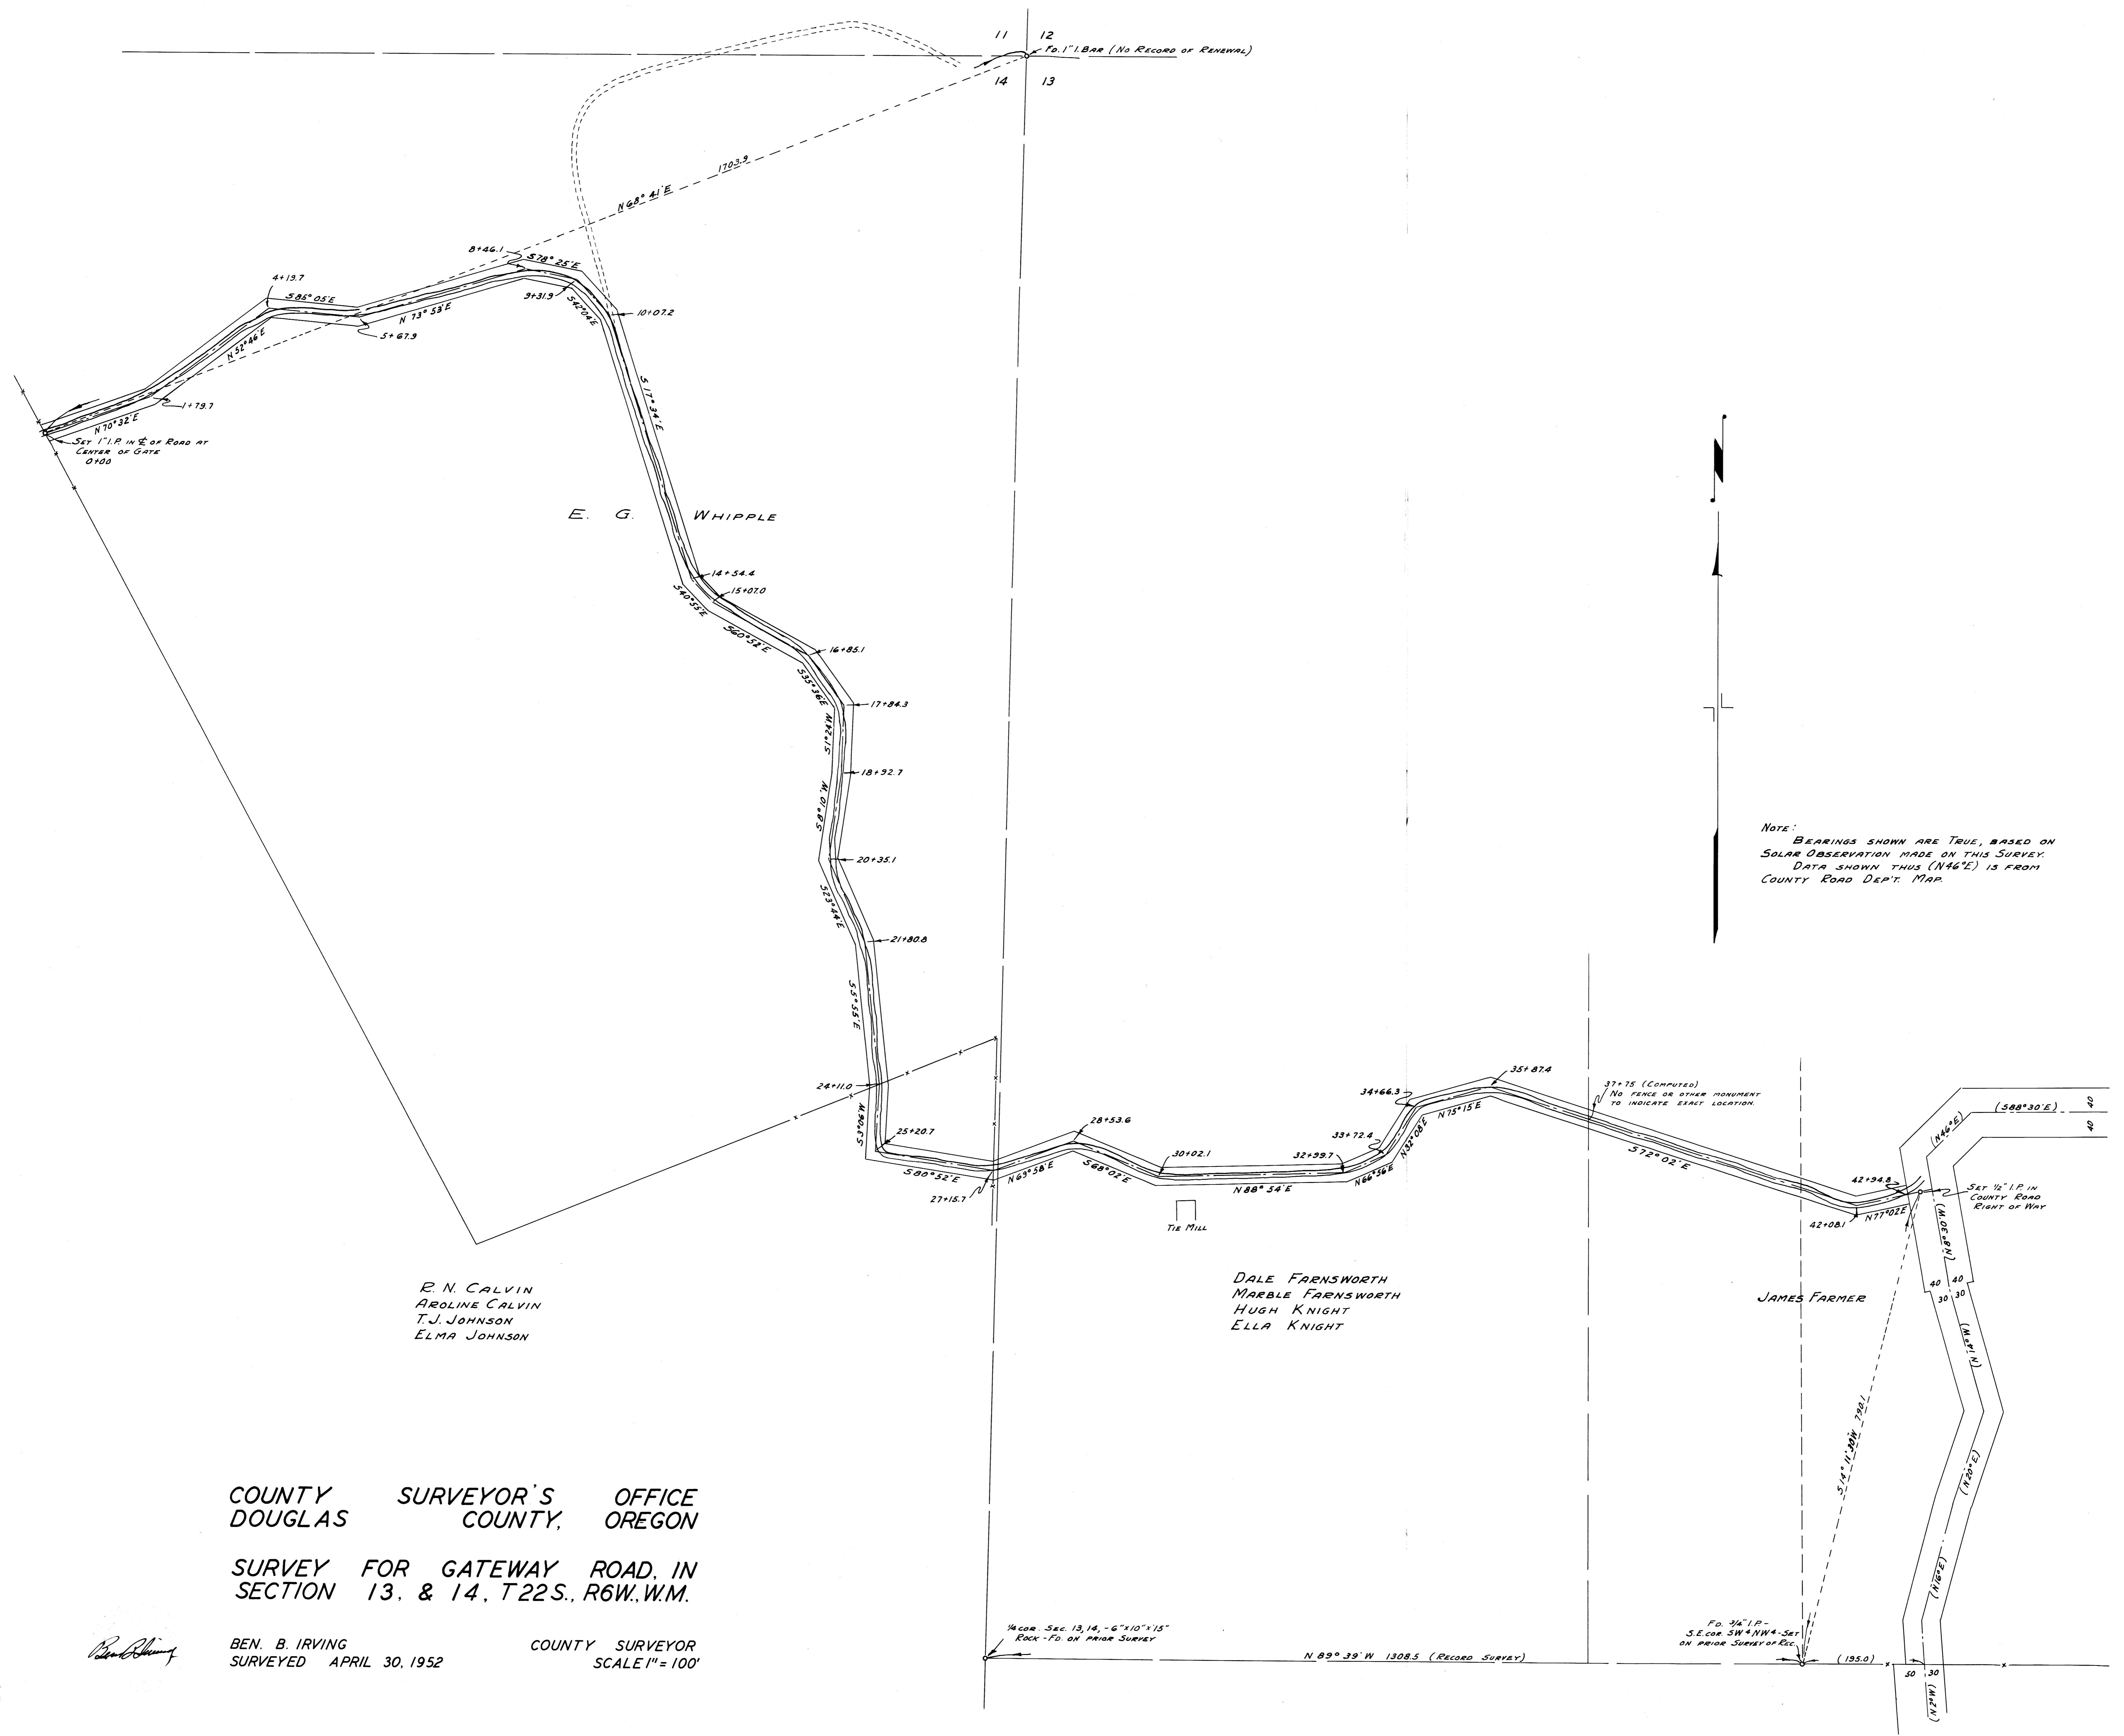 11 12
FD. 1" I. BAR (NO RECORD OF RENEWAL)
14 13
1703.9
N 68° 41' E
8+46.1
S 78° 25' E
4+19.7
S 85° 05' E
9+31.9
S 42° 04' E
10+07.2
N 73° 53' E
5+67.9
N 52° 46' E
1+79.7
N 70° 32' E
SET 1" I.P. IN ℄ OF ROAD AT
CENTER OF GATE
0+00
S 17° 34' E
E. G. WHIPPLE
14+54.4
15+07.0
S 40° 55' E
S 60° 52' E
16+85.1
S 35° 36' E
17+84.3
18+92.7
S 8° 01' W.
20+35.1
S 23° 44' E
21+80.8
S 5° 55' E
24+11.0
25+20.7
S 80° 52' E
27+15.7
N 69° 58' E
28+53.6
S 68° 02' E
30+02.1
N 88° 54' E
TIE MILL
32+99.7
33+72.4
N 66° 56' E
34+66.3
N 32° 08' E
N 75° 15' E
35+87.4
37+75 (COMPUTED)
NO FENCE OR OTHER MONUMENT
TO INDICATE EXACT LOCATION.
S 72° 02' E
42+08.1
42+94.8
N 77° 02' E
SET 1/2" I.P. IN
COUNTY ROAD
RIGHT OF WAY
(N 46° E)
(S 88° 30' E)
40
40
(N 8° 30' W.)
40 40
30 30
(N 14° W.)
(N 20° E)
(N 16° E)
NOTE:
BEARINGS SHOWN ARE TRUE, BASED ON
SOLAR OBSERVATION MADE ON THIS SURVEY.
DATA SHOWN THUS (N 46° E) IS FROM
COUNTY ROAD DEP'T. MAP.
R. N. CALVIN
AROLINE CALVIN
T. J. JOHNSON
ELMA JOHNSON
DALE FARNSWORTH
MARBLE FARNSWORTH
HUGH KNIGHT
ELLA KNIGHT
JAMES FARMER
S 14° 11' 30" W 790.1
COUNTY SURVEYOR'S OFFICE
DOUGLAS COUNTY, OREGON
SURVEY FOR GATEWAY ROAD, IN
SECTION 13, & 14, T22S., R6W., W.M.
BEN. B. IRVING COUNTY SURVEYOR
SURVEYED APRIL 30, 1952 SCALE 1" = 100'
1/4 COR. SEC. 13, 14, - 6" X 10" X 15"
ROCK - FD. ON PRIOR SURVEY
N 89° 39' W 1308.5 (RECORD SURVEY)
FD. 3/4" I.P. -
S.E. COR. SW 4 NW 4 - SET
ON PRIOR SURVEY OF REC.
(195.0)
50 30
(N 2° W)